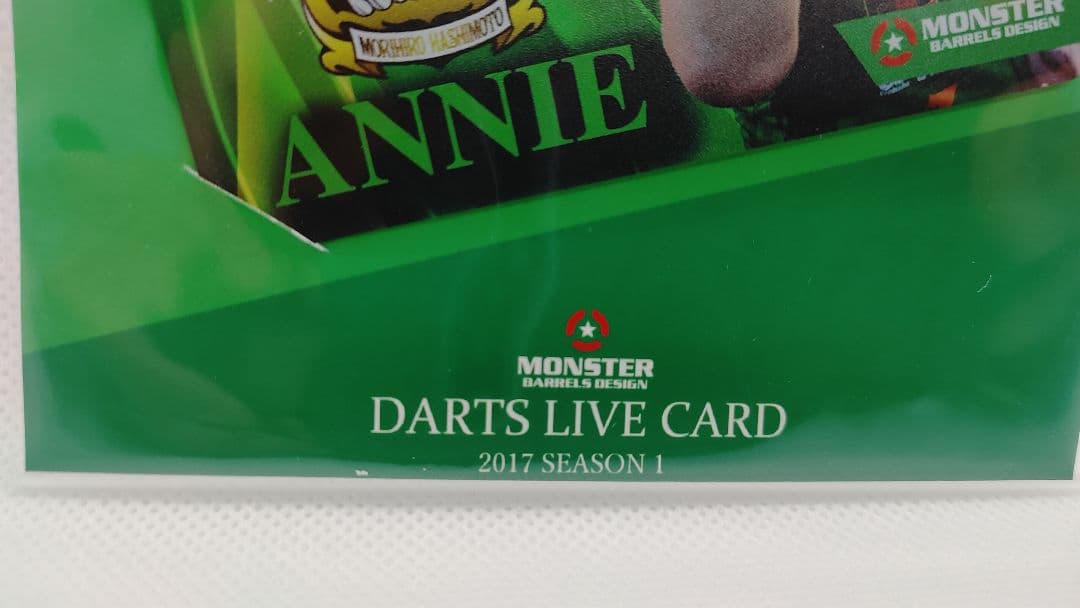 MORIHIRO HASHIMOTO
ANNIE
MONSTER
BARRELS DESIGN
MONSTER
BARRELS DESIGN
DARTS LIVE CARD
2017 SEASON 1